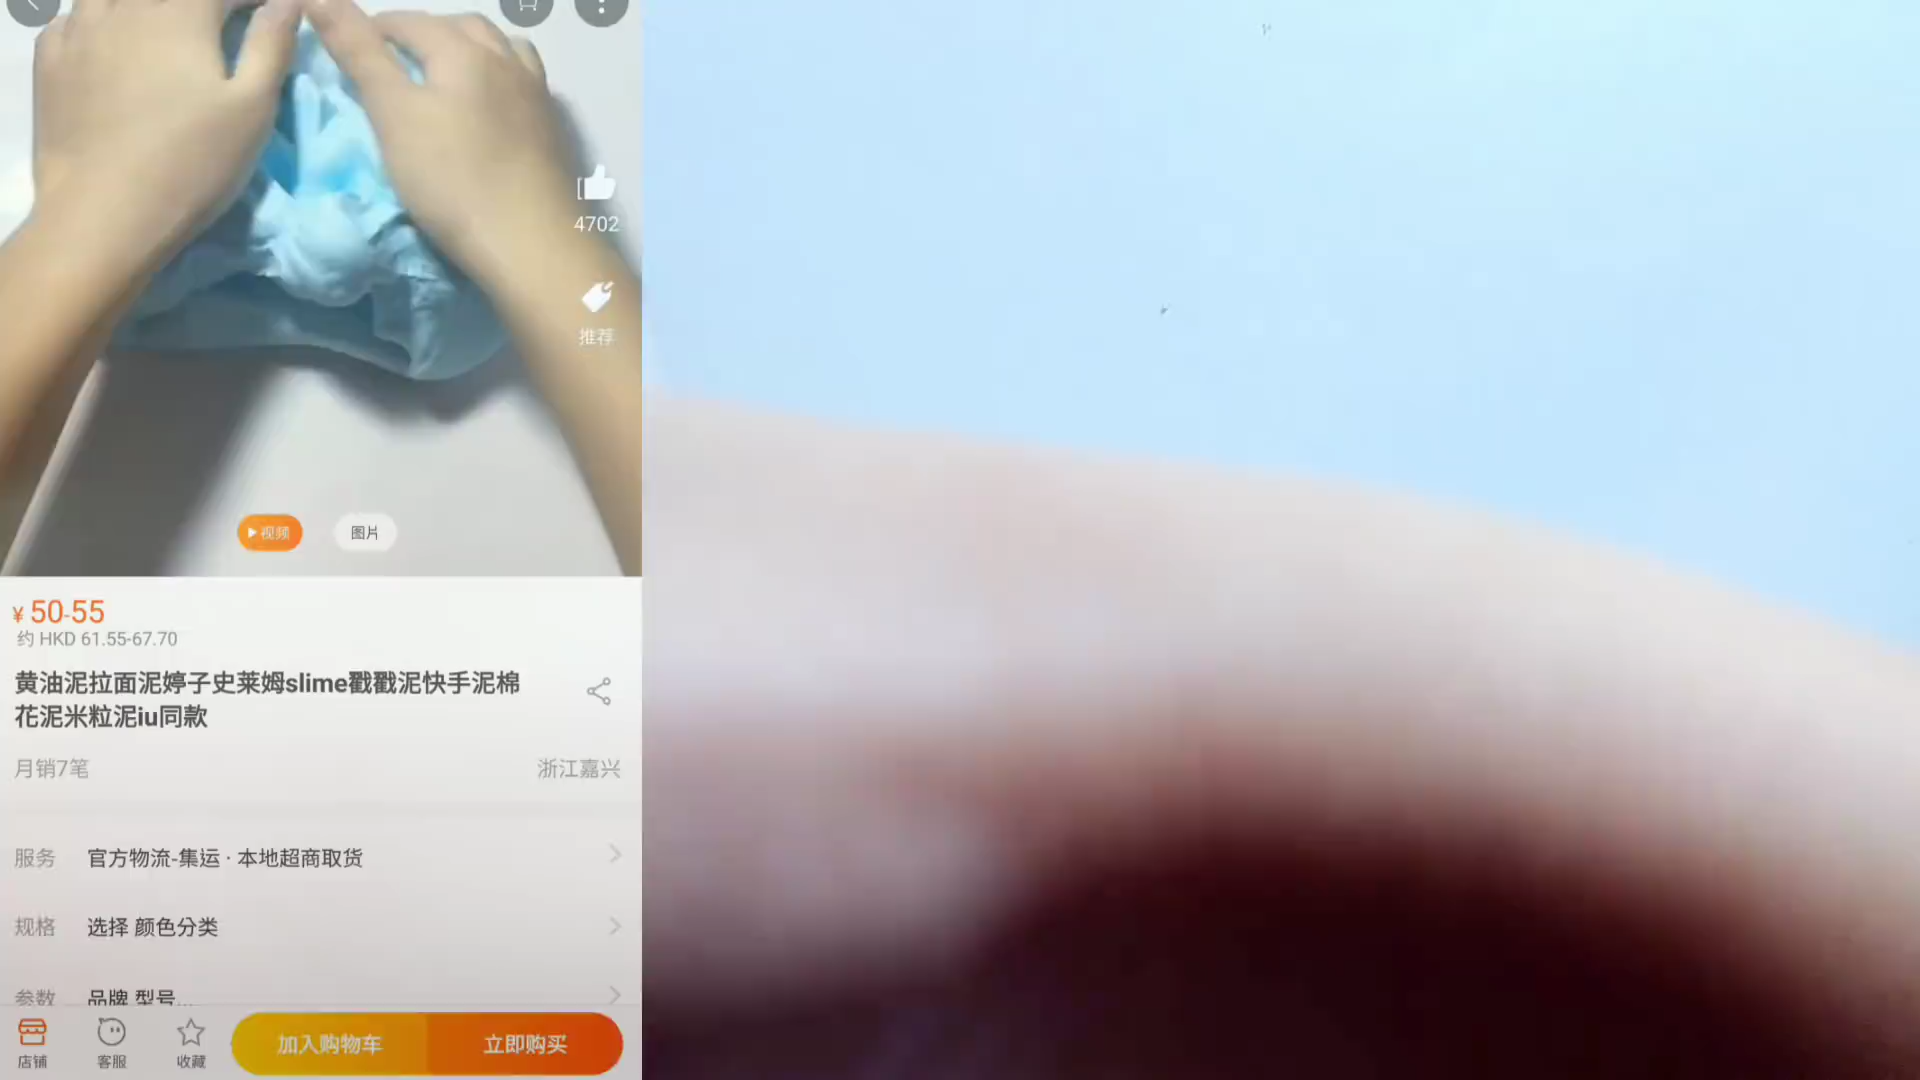 4702
推荐
视频
图片
¥ 50-55
约 HKD 61.55-67.70
黄油泥拉面泥婷子史莱姆slime戳戳泥快手泥棉
花泥米粒泥iu同款
月销7笔
浙江嘉兴
服务
官方物流-集运 · 本地超商取货
规格
选择 颜色分类
参数
品牌 型号...
店铺
客服
收藏
加入购物车
立即购买